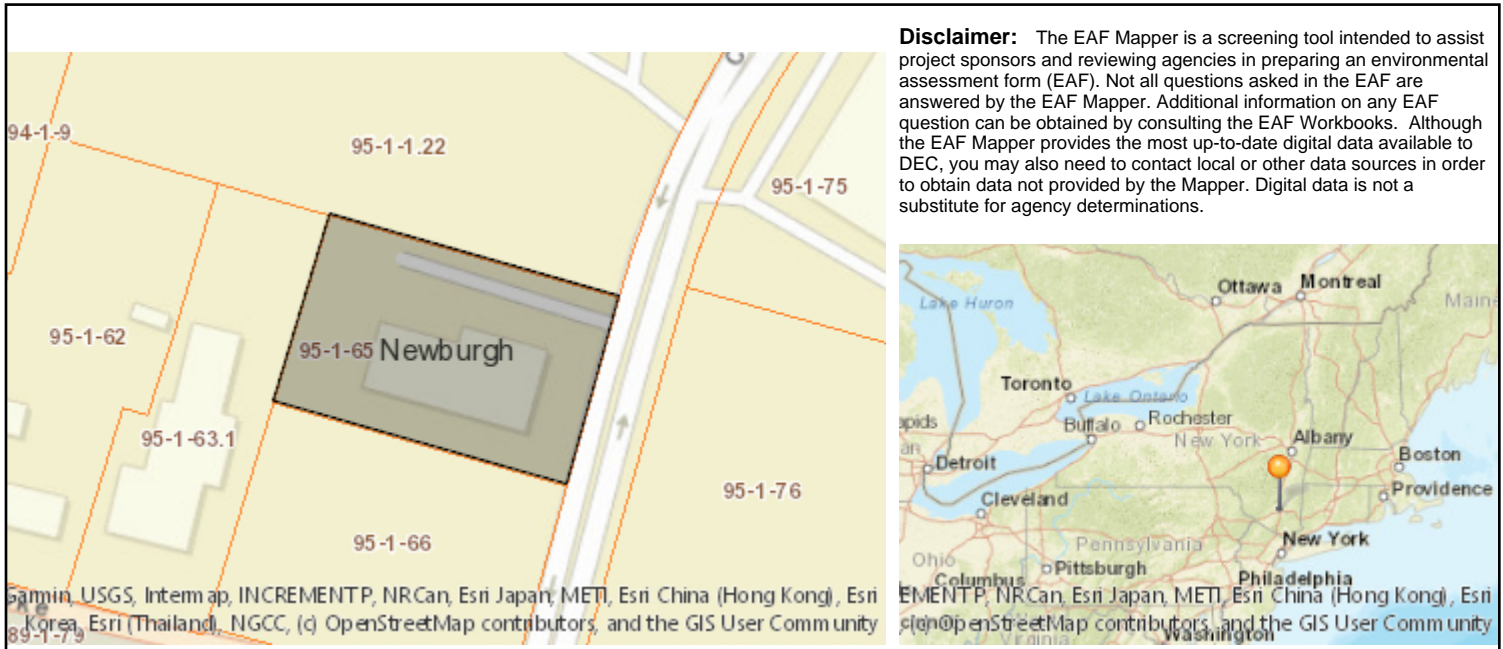 Disclaimer: The EAF Mapper is a screening tool intended to assist
project sponsors and reviewing agencies in preparing an environmental
assessment form (EAF). Not all questions asked in the EAF are
answered by the EAF Mapper. Additional information on any EAF
question can be obtained by consulting the EAF Workbooks. Although
the EAF Mapper provides the most up-to-date digital data available to
DEC, you may also need to contact local or other data sources in order
to obtain data not provided by the Mapper. Digital data is not a
substitute for agency determinations.
94-1-9
95-1-1.22
95-1-75
95-1-62
95-1-65 Newburgh
95-1-63.1
95-1-76
95-1-66
89-1-79
Garmin, USGS, Intermap, INCREMENTP, NRCan, Esri Japan, METI, Esri China (Hong Kong), Esri
Korea, Esri (Thailand), NGCC, (c) OpenStreetMap contributors, and the GIS User Community
Ottawa
Montreal
Maine
Lake Huron
Toronto
Lake Ontario
apids
Buffalo
Rochester
New York
Albany
Detroit
Boston
Providence
Cleveland
New York
Pennsylvania
Ohio
Pittsburgh
Columbus
Philadelphia
EMENTP, NRCan, Esri Japan, METI, Esri China (Hong Kong), Esri
(c) OpenStreetMap contributors, and the GIS User Community
Virginia
Washington